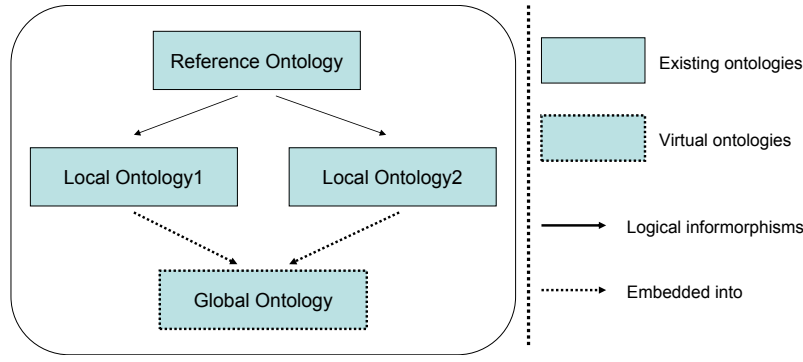 Reference Ontology
Local Ontology1
Local Ontology2
Global Ontology
Existing ontologies
Virtual ontologies
Logical informorphisms
Embedded into